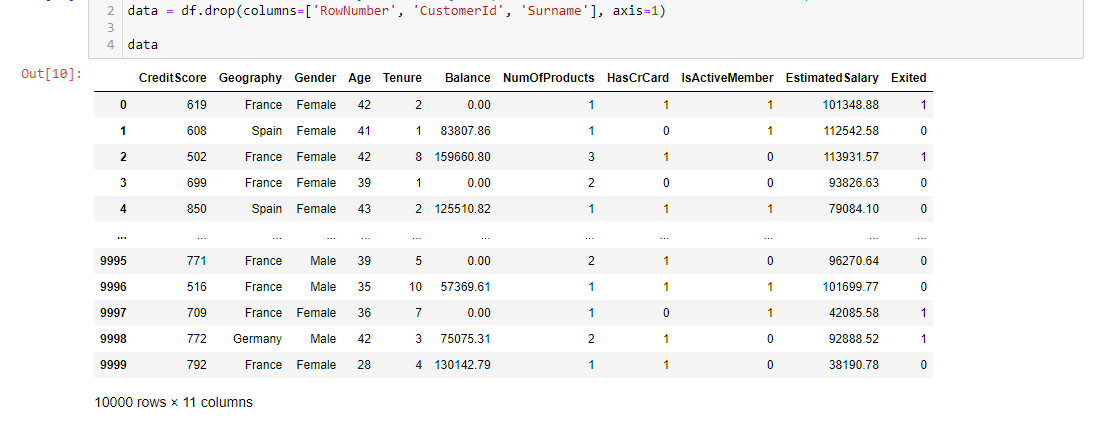 2 data = df.drop(columns=['RowNumber', 'CustomerId', 'Surname'], axis=1)
3
4 data
Out[10]:
CreditScore Geography Gender Age Tenure Balance NumOfProducts HasCrCard IsActiveMember EstimatedSalary Exited
0 619 France Female 42 2 0.00 1 1 1 101348.88 1
1 608 Spain Female 41 1 83807.86 1 0 1 112542.58 0
2 502 France Female 42 8 159660.80 3 1 0 113931.57 1
3 699 France Female 39 1 0.00 2 0 0 93826.63 0
4 850 Spain Female 43 2 125510.82 1 1 1 79084.10 0
... ... ... ... ... ... ... ... ... ... ... ...
9995 771 France Male 39 5 0.00 2 1 0 96270.64 0
9996 516 France Male 35 10 57369.61 1 1 1 101699.77 0
9997 709 France Female 36 7 0.00 1 0 1 42085.58 1
9998 772 Germany Male 42 3 75075.31 2 1 0 92888.52 1
9999 792 France Female 28 4 130142.79 1 1 0 38190.78 0
10000 rows × 11 columns